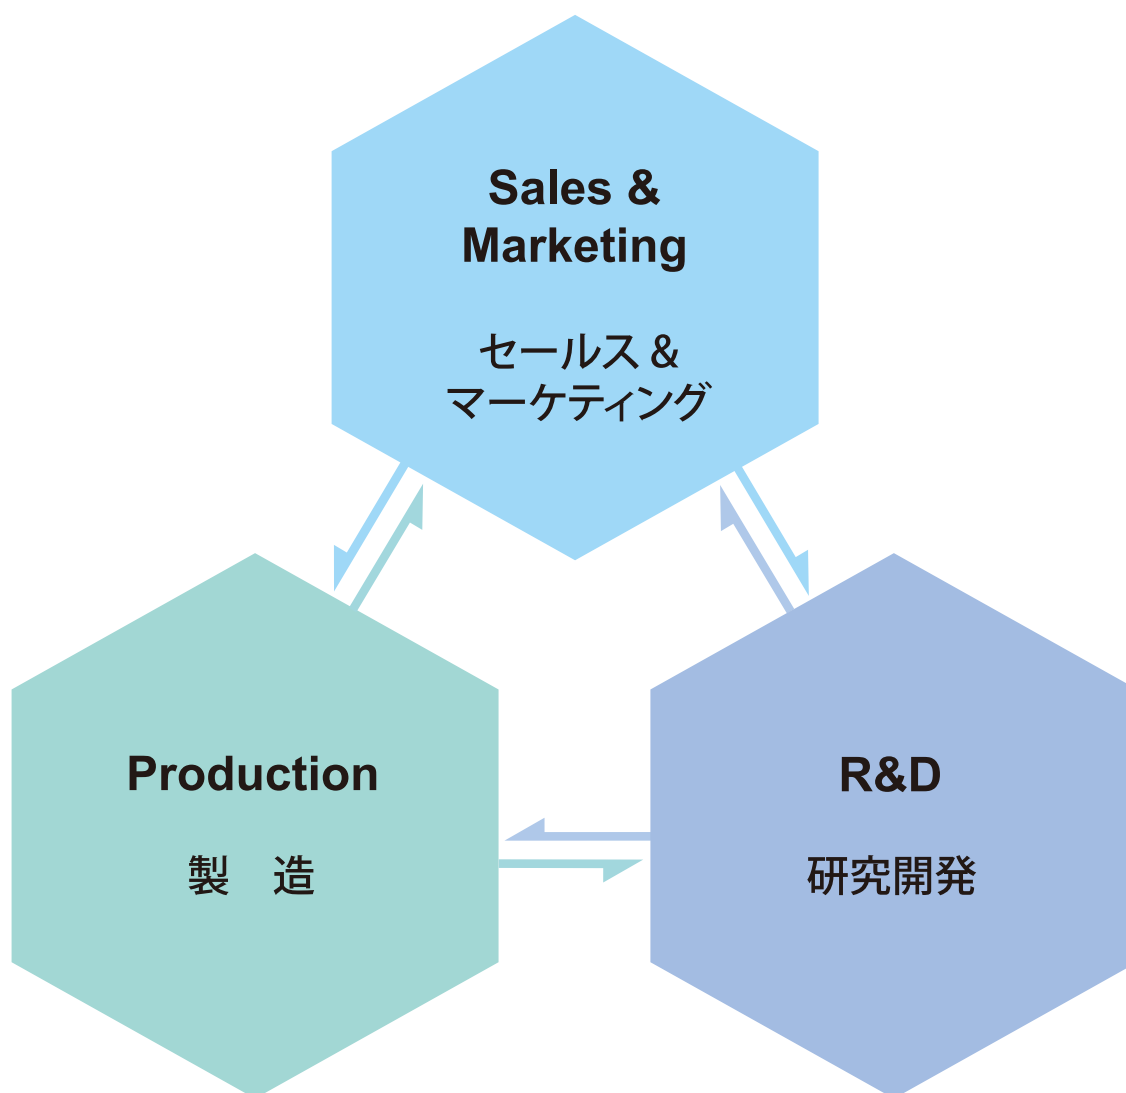 Sales &
Marketing
セールス &
マーケティング
Production
製　造
R&D
研究開発